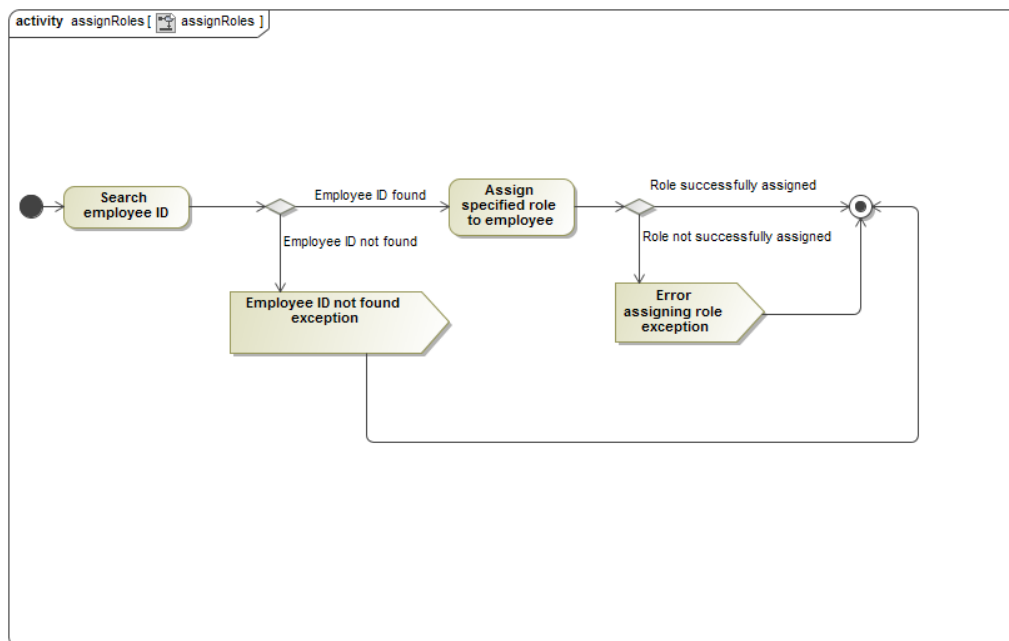 activity assignRoles [ assignRoles ]
Search
employee ID
Employee ID found
Employee ID not found
Assign
specified role
to employee
Role successfully assigned
Role not successfully assigned
Employee ID not found
exception
Error
assigning role
exception